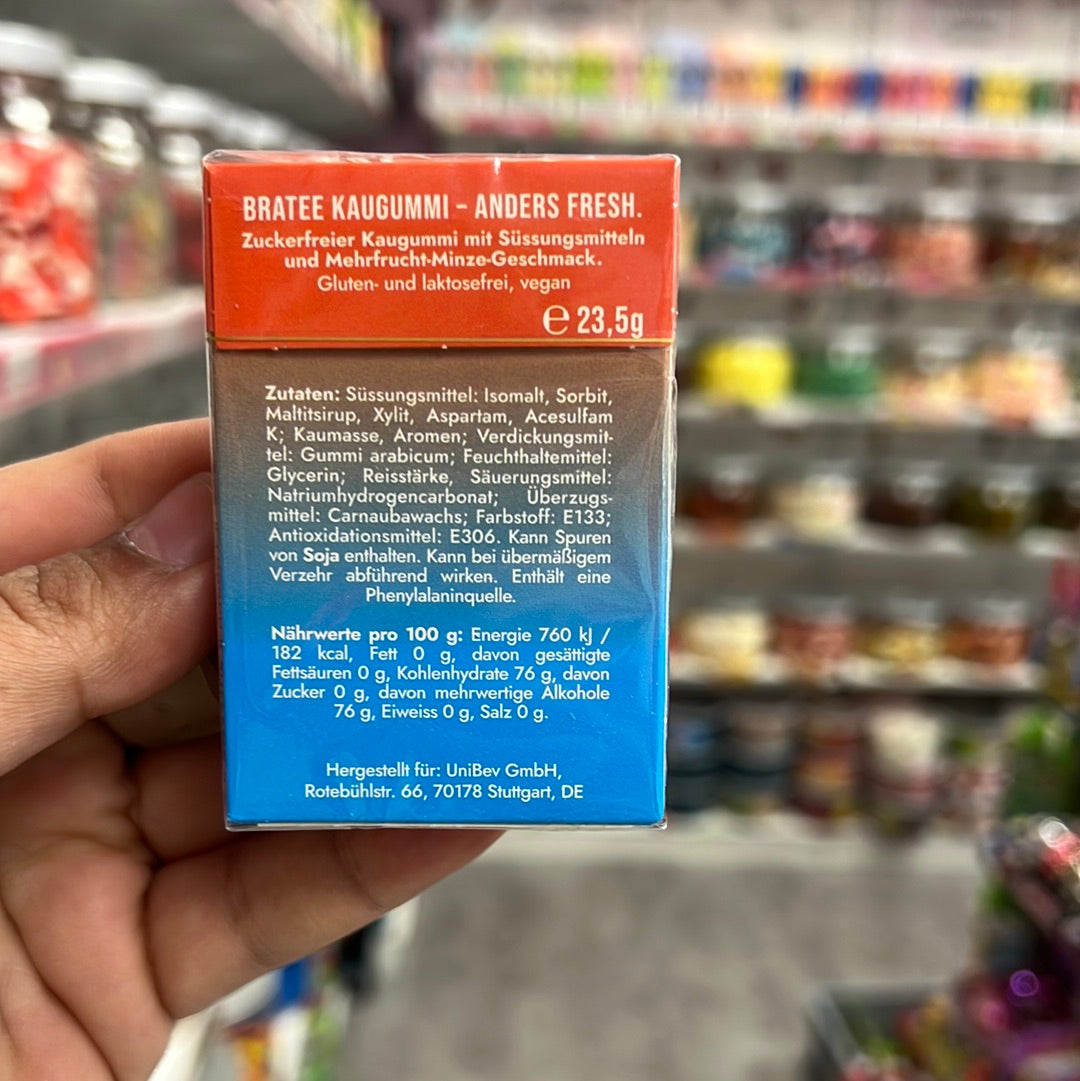 BRATEE KAUGUMMI – ANDERS FRESH.
Zuckerfreier Kaugummi mit Süssungsmitteln
und Mehrfrucht-Minze-Geschmack.
Gluten- und laktosefrei, vegan
℮ 23,5g
Zutaten: Süssungsmittel: Isomalt, Sorbit,
Maltitsirup, Xylit, Aspartam, Acesulfam
K; Kaumasse, Aromen; Verdickungsmit-
tel: Gummi arabicum; Feuchthaltemittel:
Glycerin; Reisstärke, Säuerungsmittel:
Natriumhydrogencarbonat; Überzugs-
mittel: Carnaubawachs; Farbstoff: E133;
Antioxidationsmittel: E306. Kann Spuren
von Soja enthalten. Kann bei übermäßigem
Verzehr abführend wirken. Enthält eine
Phenylalaninquelle.
Nährwerte pro 100 g: Energie 760 kJ /
182 kcal, Fett 0 g, davon gesättigte
Fettsäuren 0 g, Kohlenhydrate 76 g, davon
Zucker 0 g, davon mehrwertige Alkohole
76 g, Eiweiss 0 g, Salz 0 g.
Hergestellt für: UniBev GmbH,
Rotebühlstr. 66, 70178 Stuttgart, DE